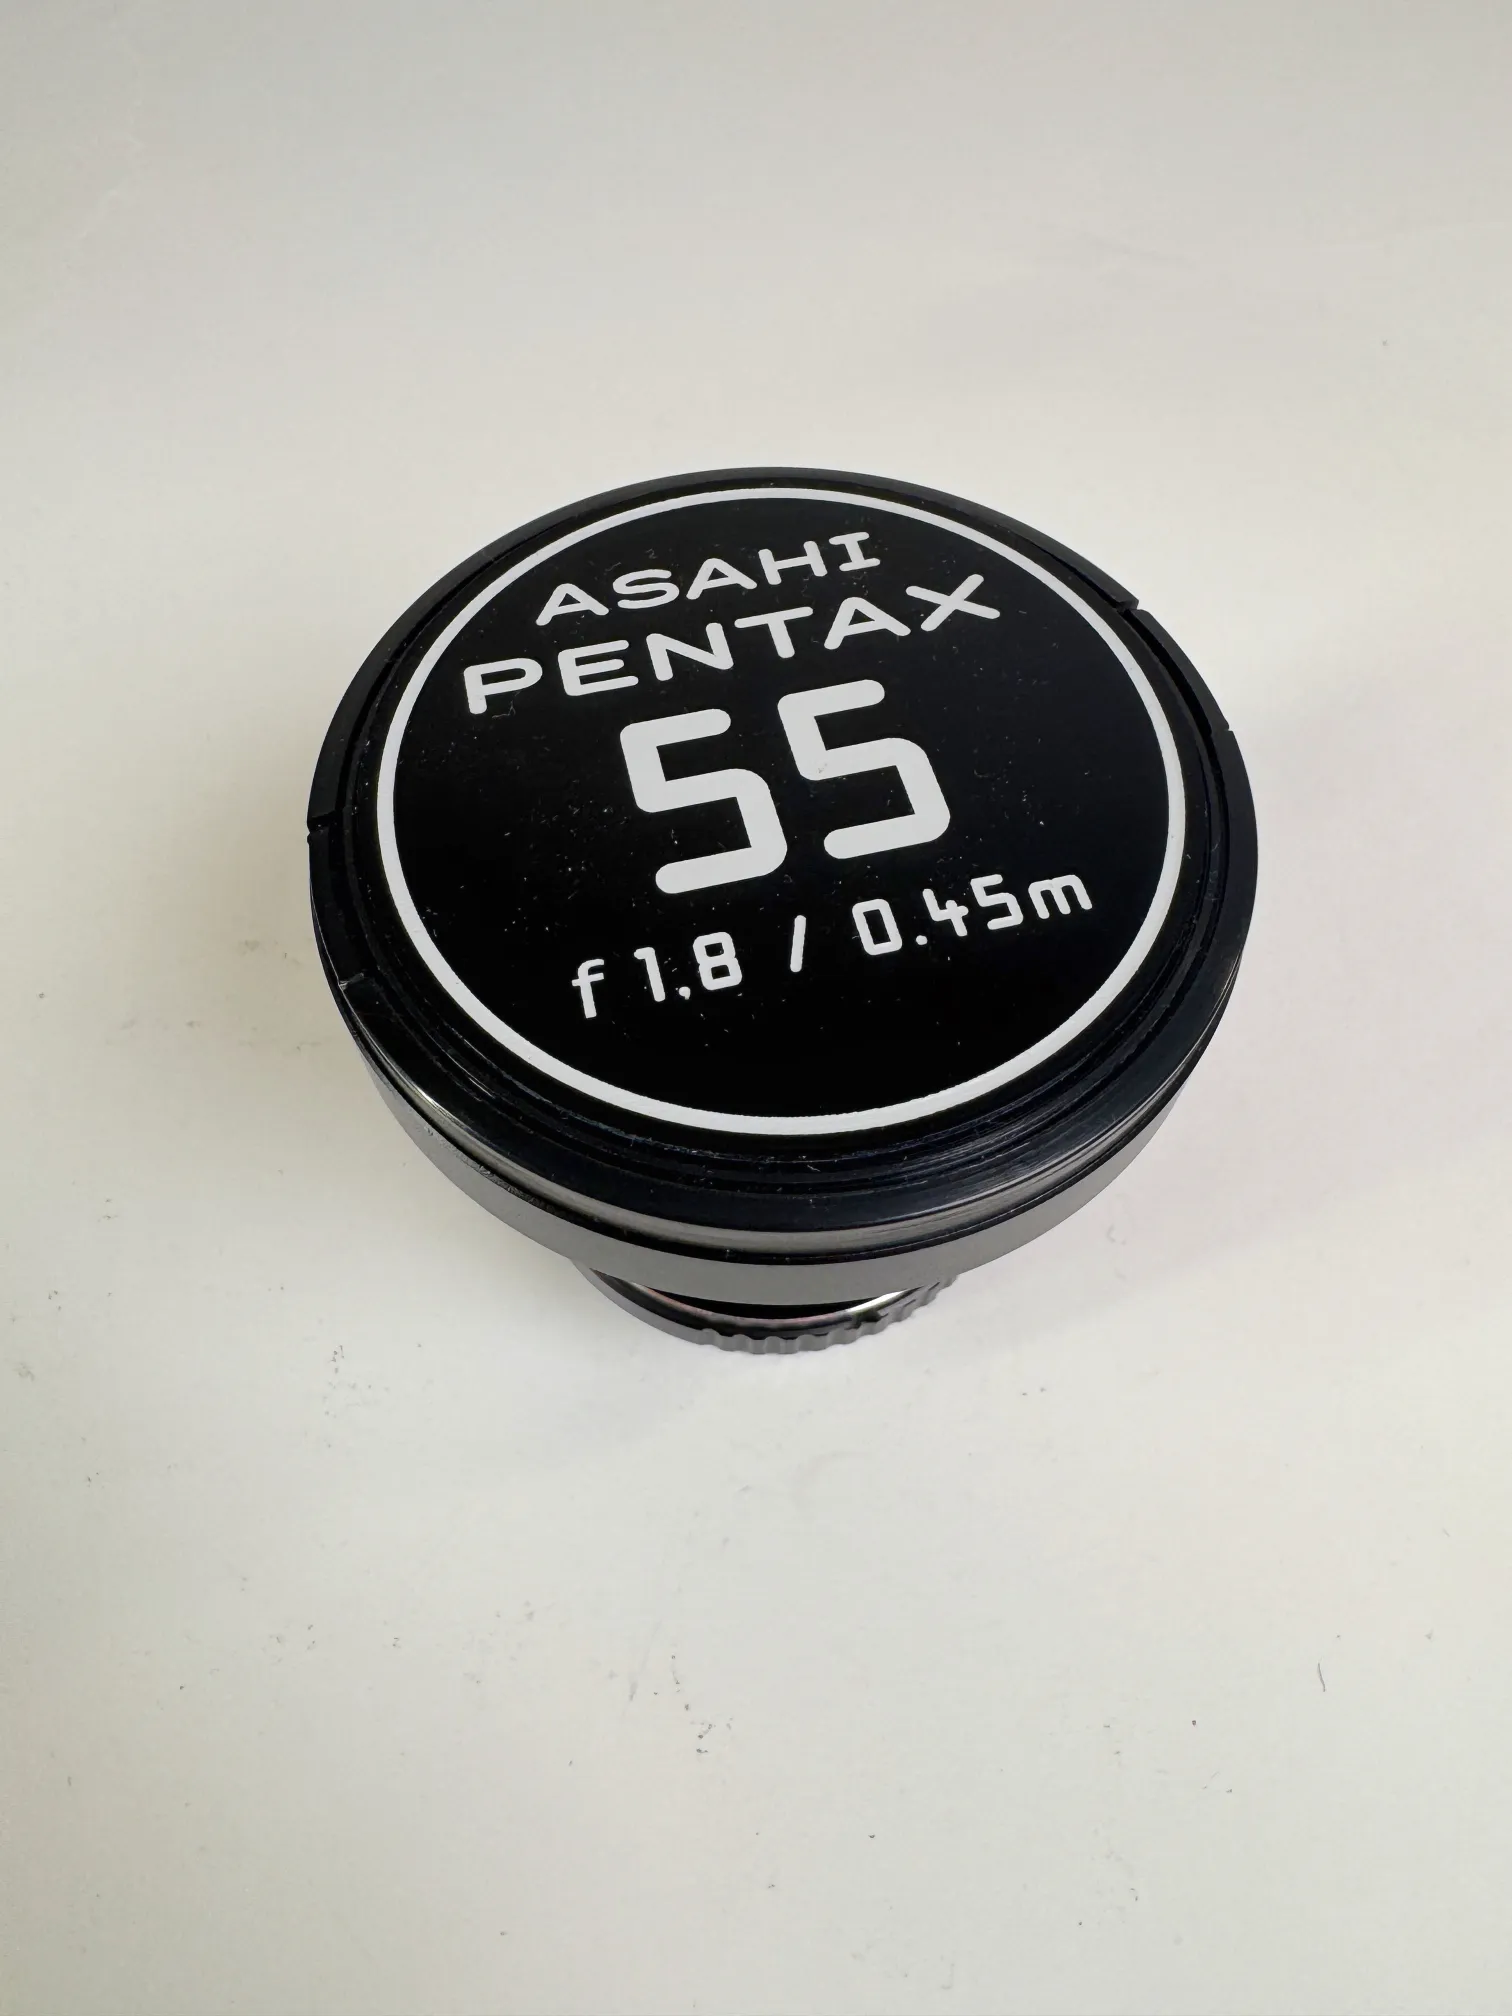 ASAHI
PENTAX
55
f 1,8 / 0.45m